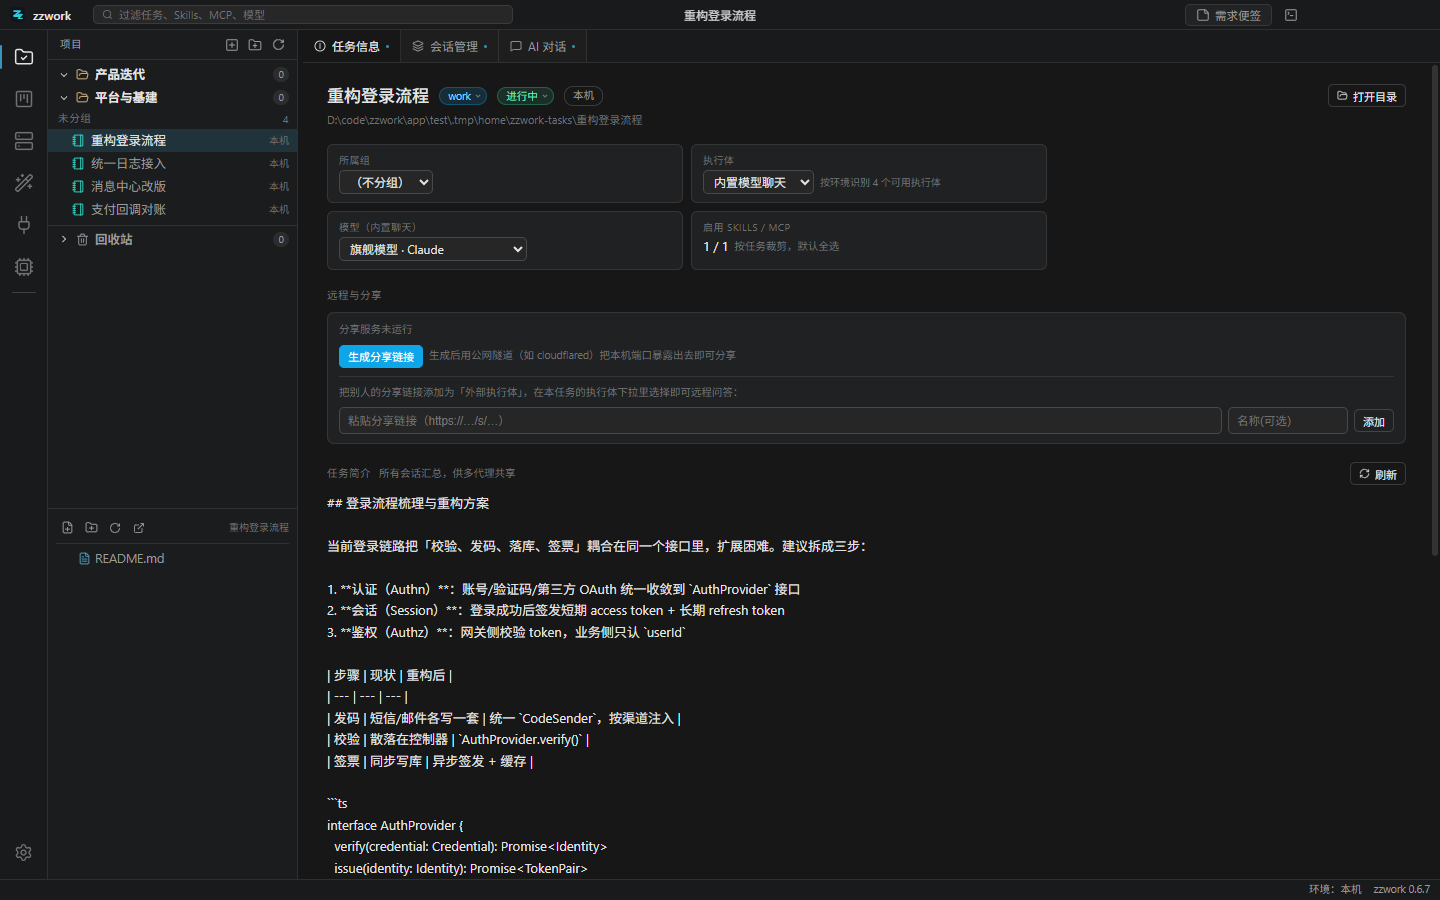 zzwork
过滤任务、Skills、MCP、模型
重构登录流程
需求便签
项目
产品迭代 0
平台与基建 0
未分组 4
重构登录流程 本机
统一日志接入 本机
消息中心改版 本机
支付回调对账 本机
回收站 0
重构登录流程
README.md
任务信息
会话管理
AI 对话
重构登录流程 work 进行中 本机
打开目录
D:\code\zzwork\app\test\.tmp\home\zzwork-tasks\重构登录流程
所属组
（不分组）
执行体
内置模型聊天 按环境识别 4 个可用执行体
模型（内置聊天）
旗舰模型 · Claude
启用 SKILLS / MCP
1 / 1 按任务裁剪，默认全选
远程与分享
分享服务未运行
生成分享链接 生成后用公网隧道（如 cloudflared）把本机端口暴露出去即可分享
把别人的分享链接添加为「外部执行体」，在本任务的执行体下拉里选择即可远程问答：
粘贴分享链接（https://…/s/…） 名称(可选) 添加
任务简介 所有会话汇总，供多代理共享 刷新
## 登录流程梳理与重构方案
当前登录链路把「校验、发码、落库、签票」耦合在同一个接口里，扩展困难。建议拆成三步：
1. **认证（Authn）**：账号/验证码/第三方 OAuth 统一收敛到 `AuthProvider` 接口
2. **会话（Session）**：登录成功后签发短期 access token + 长期 refresh token
3. **鉴权（Authz）**：网关侧校验 token，业务侧只认 `userId`
| 步骤 | 现状 | 重构后 |
| --- | --- | --- |
| 发码 | 短信/邮件各写一套 | 统一 `CodeSender`，按渠道注入 |
| 校验 | 散落在控制器 | `AuthProvider.verify()` |
| 签票 | 同步写库 | 异步签发 + 缓存 |
```ts
interface AuthProvider {
verify(credential: Credential): Promise<Identity>
issue(identity: Identity): Promise<TokenPair>
环境：本机 zzwork 0.6.7